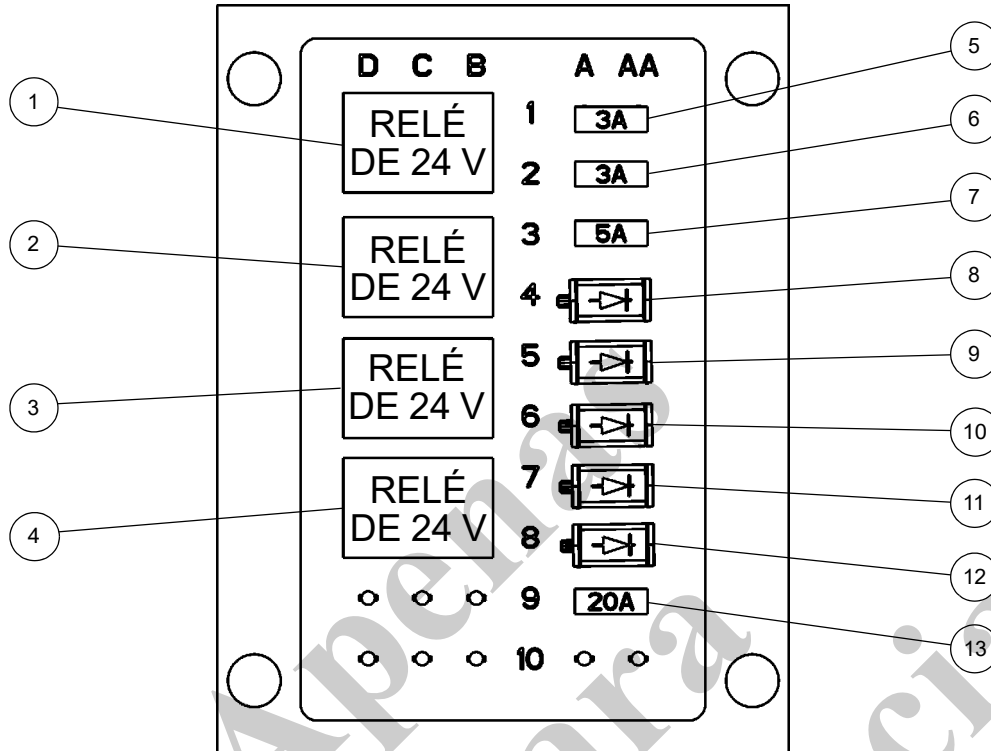 D C B A AA
1 RELÉ DE 24 V 1 3A 5
2 3A 6
2 RELÉ DE 24 V 3 5A 7
4 8
3 RELÉ DE 24 V 5 9
6 10
4 RELÉ DE 24 V 7 11
8 12
9 20A 13
10
Apenas
para